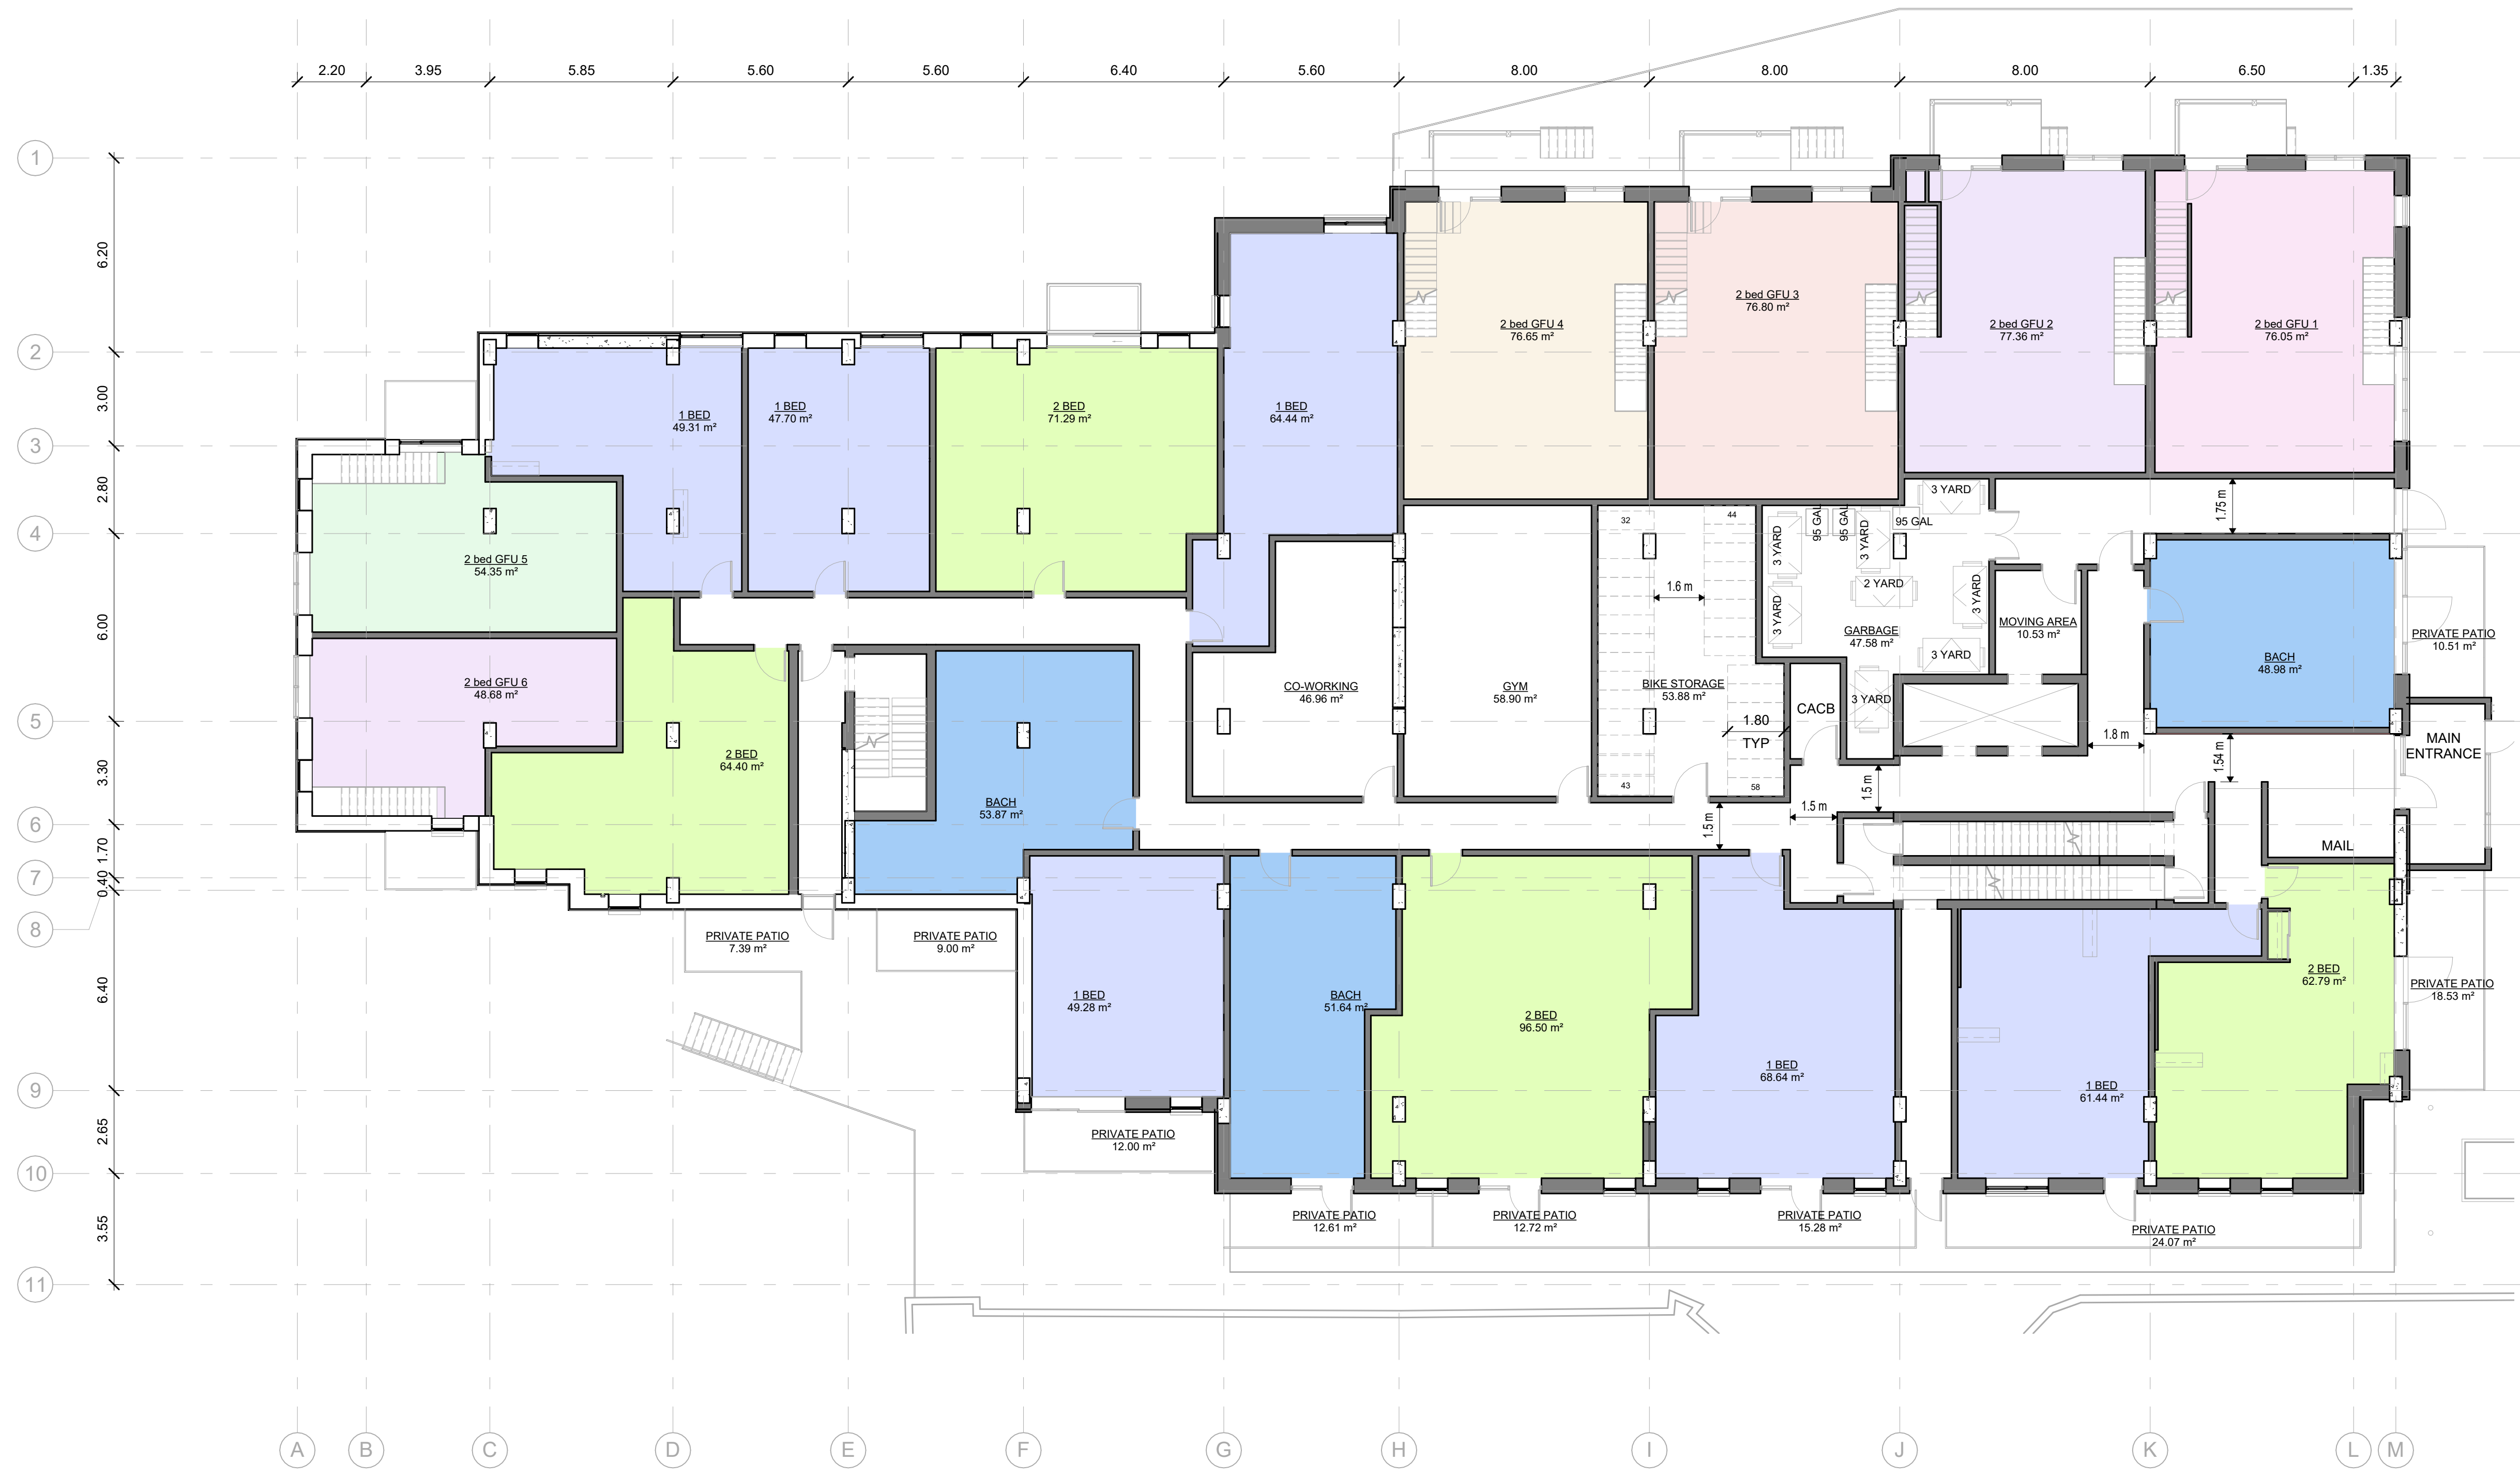 2.20 3.95 5.85 5.60 5.60 6.40 5.60 8.00 8.00 8.00 6.50 1.35
1
6.20
2 bed GFU 3
76.80 m²
2 bed GFU 4
76.65 m²
2 bed GFU 2
77.36 m²
2 bed GFU 1
76.05 m²
2
3.00
1 BED
49.31 m²
1 BED
47.70 m²
2 BED
71.29 m²
1 BED
64.44 m²
3
2.80
3 YARD
1.75 m
32
44
95 GAL
95 GAL
95 GAL
4
3 YARD
3 YARD
2 bed GFU 5
54.35 m²
1.6 m
2 YARD
3 YARD
3 YARD
6.00
GARBAGE
47.58 m²
MOVING AREA
10.53 m²
PRIVATE PATIO
10.51 m²
3 YARD
BACH
48.98 m²
2 bed GFU 6
48.68 m²
CO-WORKING
46.96 m²
GYM
58.90 m²
BIKE STORAGE
53.88 m²
3 YARD
CACB
5
1.80
TYP
1.8 m
MAIN
ENTRANCE
2 BED
64.40 m²
1.54 m
3.30
43
58
1.5 m
BACH
53.87 m²
1.5 m
1.5 m
6
1.70
MAIL
7
0.40
8
PRIVATE PATIO
7.39 m²
PRIVATE PATIO
9.00 m²
6.40
1 BED
49.28 m²
BACH
51.64 m²
2 BED
96.50 m²
2 BED
62.79 m²
PRIVATE PATIO
18.53 m²
1 BED
68.64 m²
1 BED
61.44 m²
9
2.65
PRIVATE PATIO
12.00 m²
10
3.55
PRIVATE PATIO
12.61 m²
PRIVATE PATIO
12.72 m²
PRIVATE PATIO
15.28 m²
PRIVATE PATIO
24.07 m²
11
A B C D E F G H I J K L M